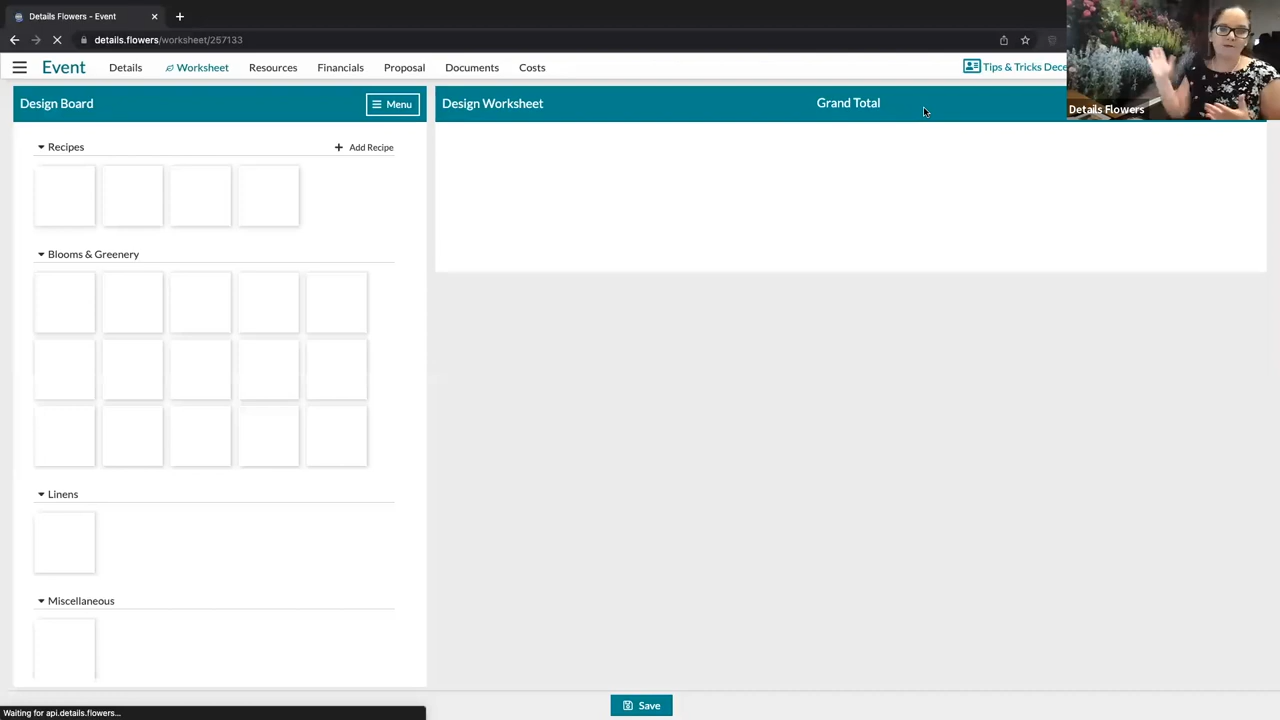 Details Flowers - Event
details.flowers/worksheet/257133
Event
Details
Worksheet
Resources
Financials
Proposal
Documents
Costs
Tips & Tricks Dece
Design Board
Menu
Design Worksheet
Grand Total
Details Flowers
Recipes
Add Recipe
Blooms & Greenery
Linens
Miscellaneous
Save
Waiting for api.details.flowers...